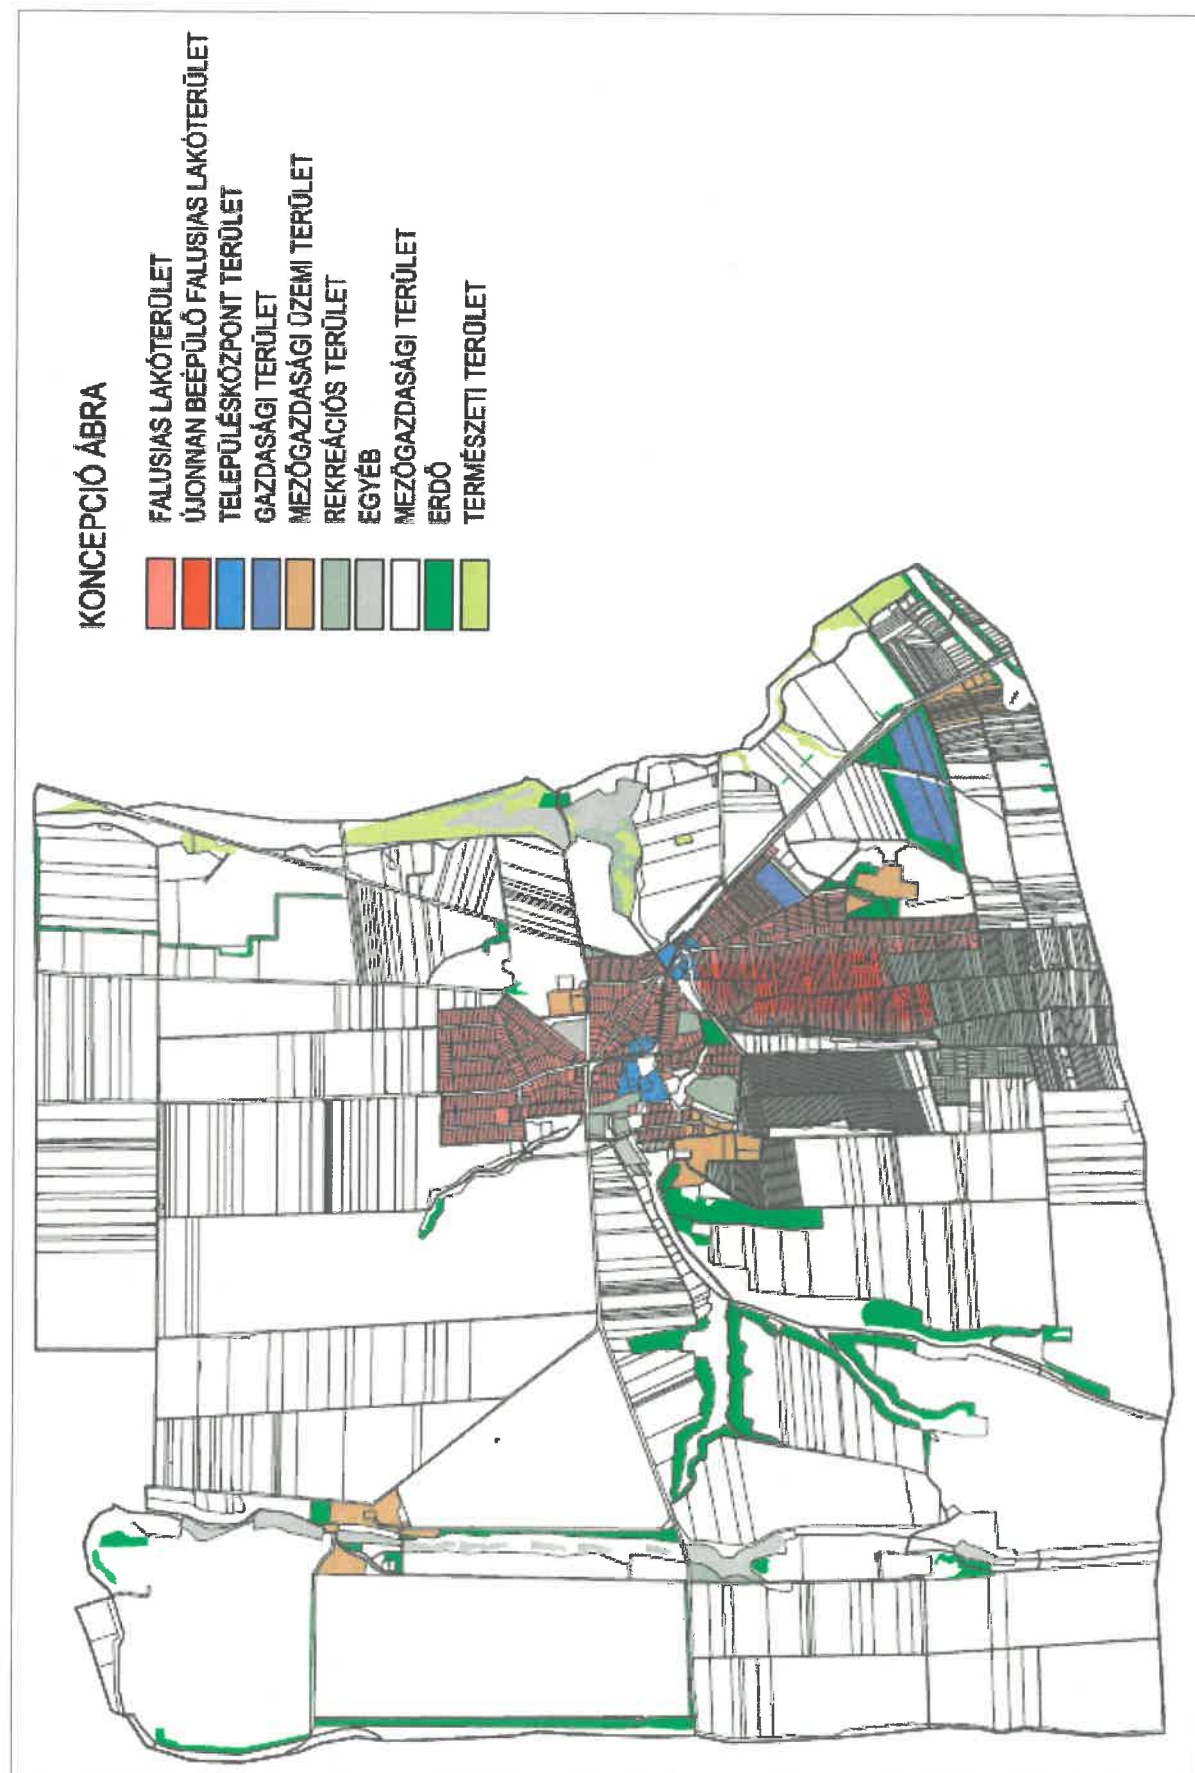 KONCEPCIÓ ÁBRA
FALUSIAS LAKÓTERÜLET
ÚJONNAN BEÉPÜLŐ FALUSIAS LAKÓTERÜLET
TELEPÜLÉSKÖZPONT TERÜLET
GAZDASÁGI TERÜLET
MEZŐGAZDASÁGI ÜZEMI TERÜLET
REKREÁCIÓS TERÜLET
EGYÉB
MEZŐGAZDASÁGI TERÜLET
ERDŐ
TERMÉSZETI TERÜLET